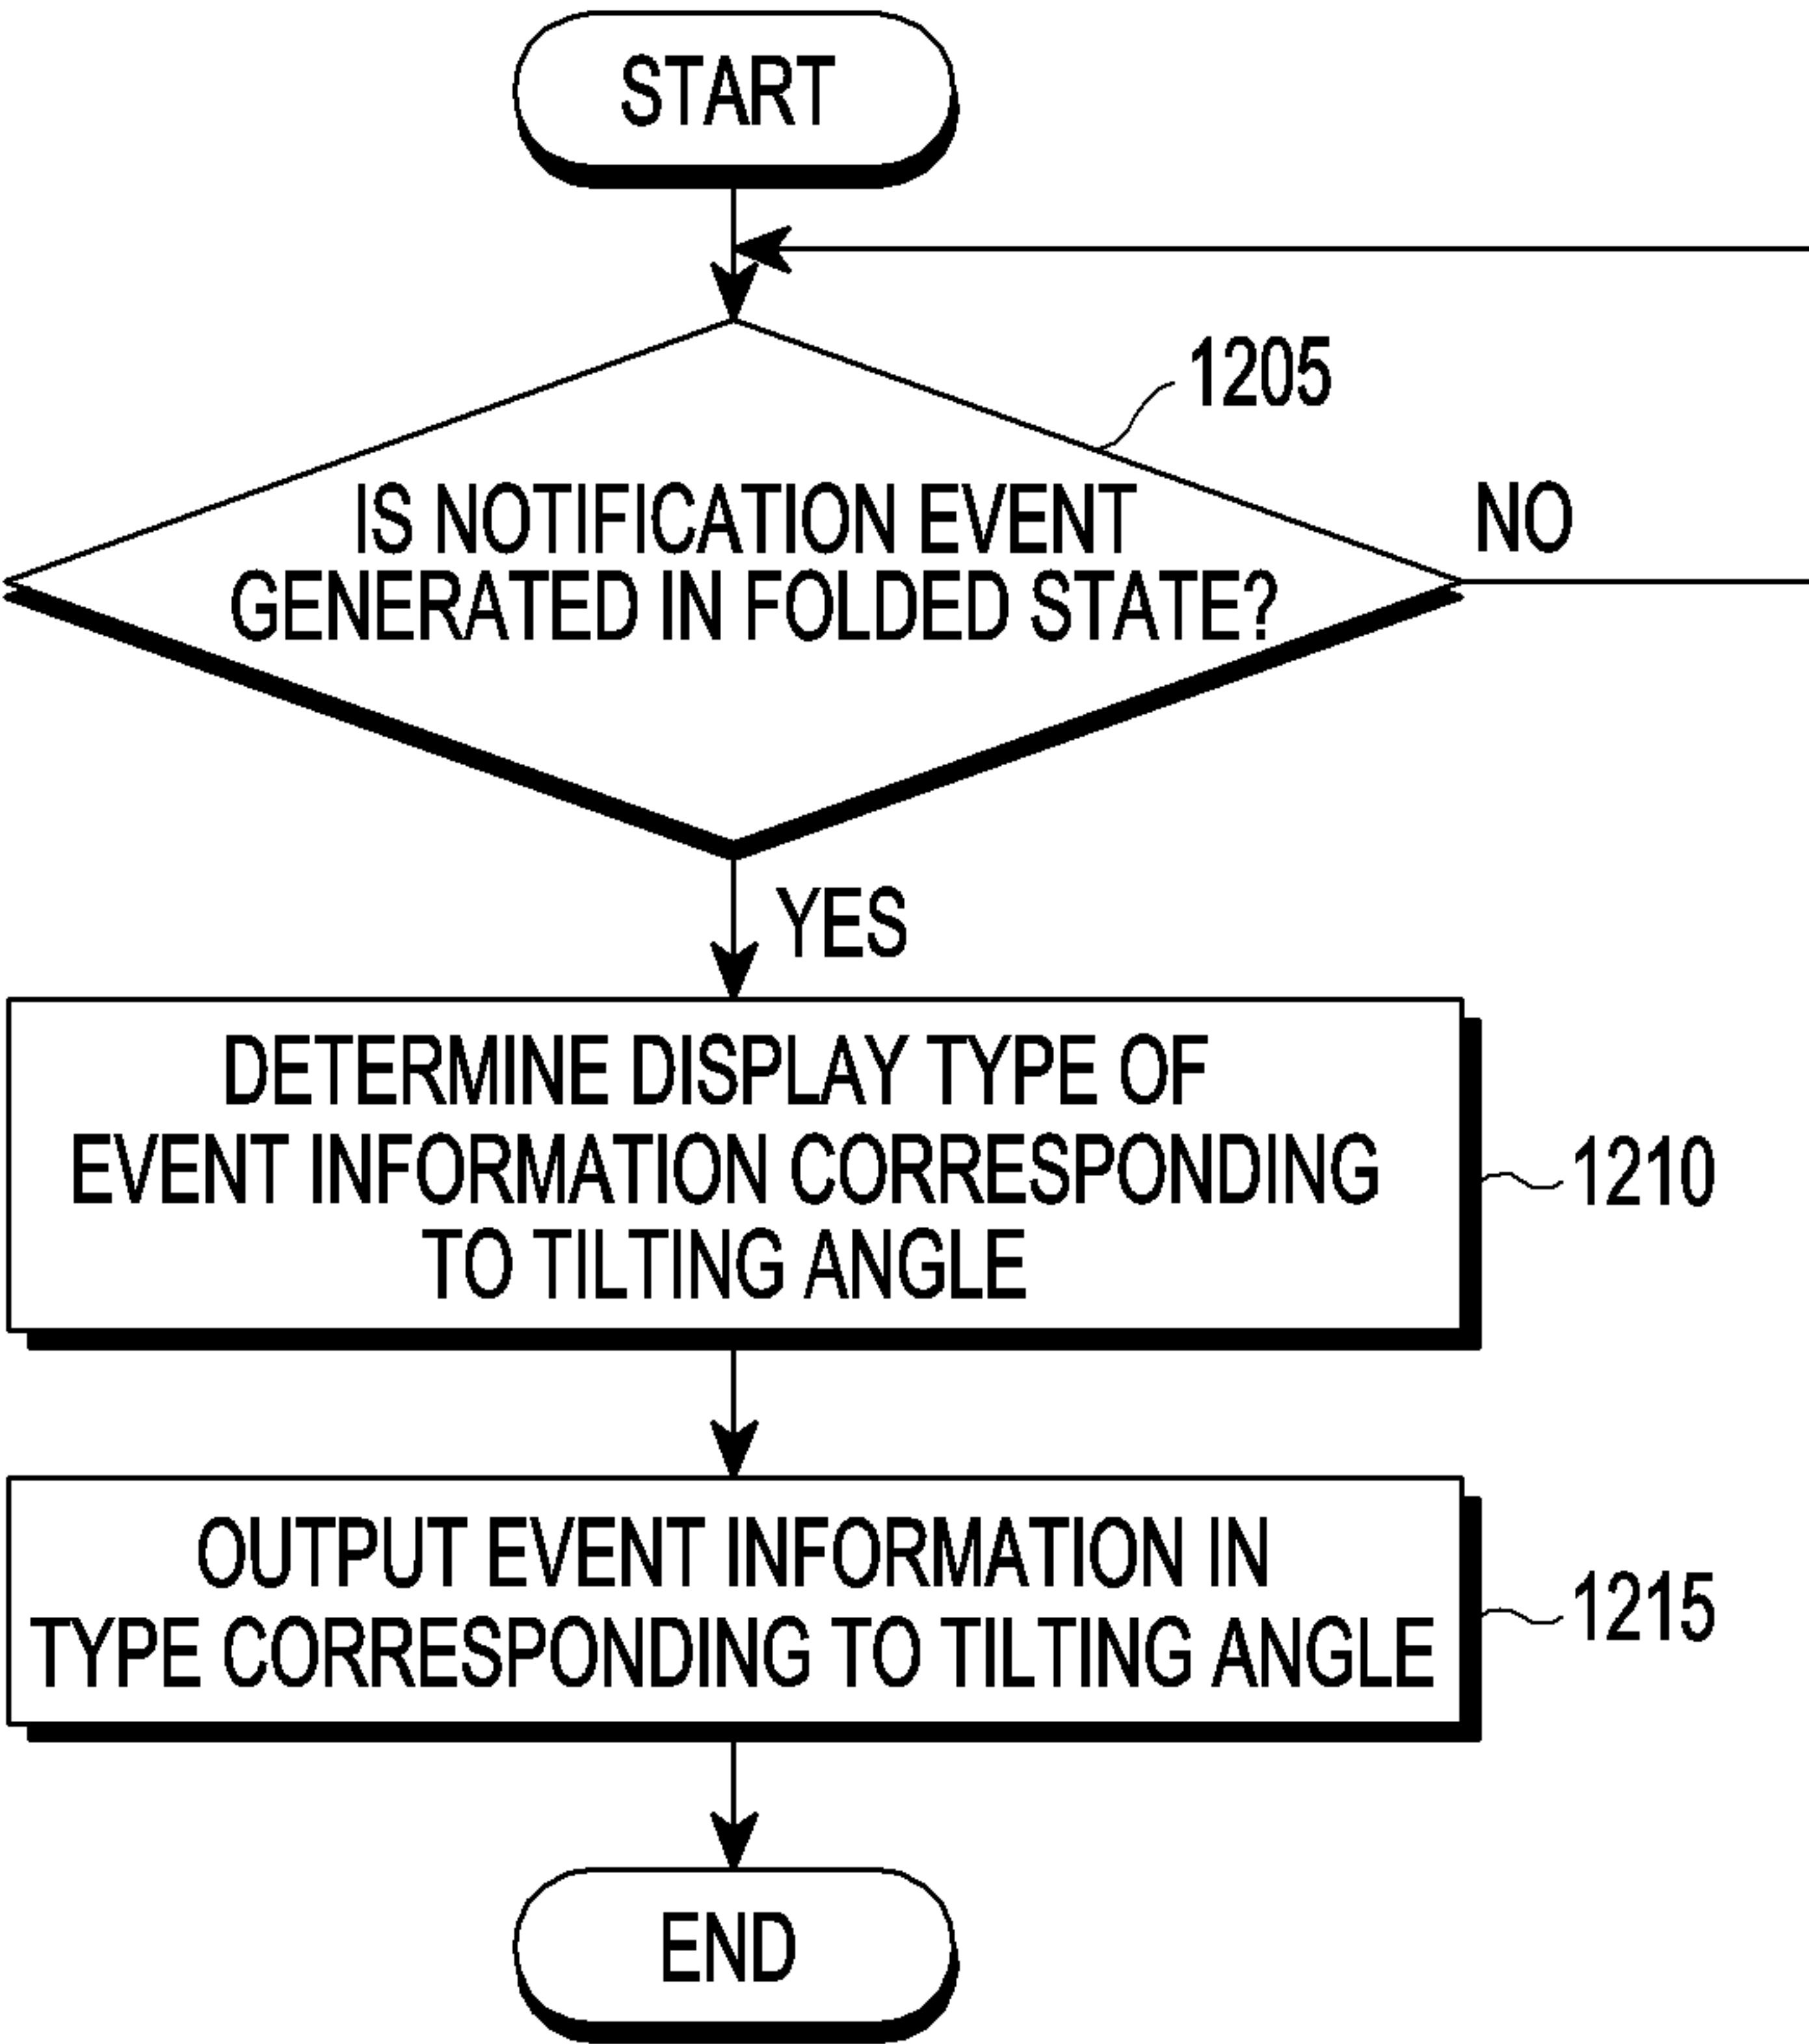 START
1205
IS NOTIFICATION EVENT
GENERATED IN FOLDED STATE?
NO
YES
DETERMINE DISPLAY TYPE OF
EVENT INFORMATION CORRESPONDING
TO TILTING ANGLE
1210
OUTPUT EVENT INFORMATION IN
TYPE CORRESPONDING TO TILTING ANGLE
1215
END